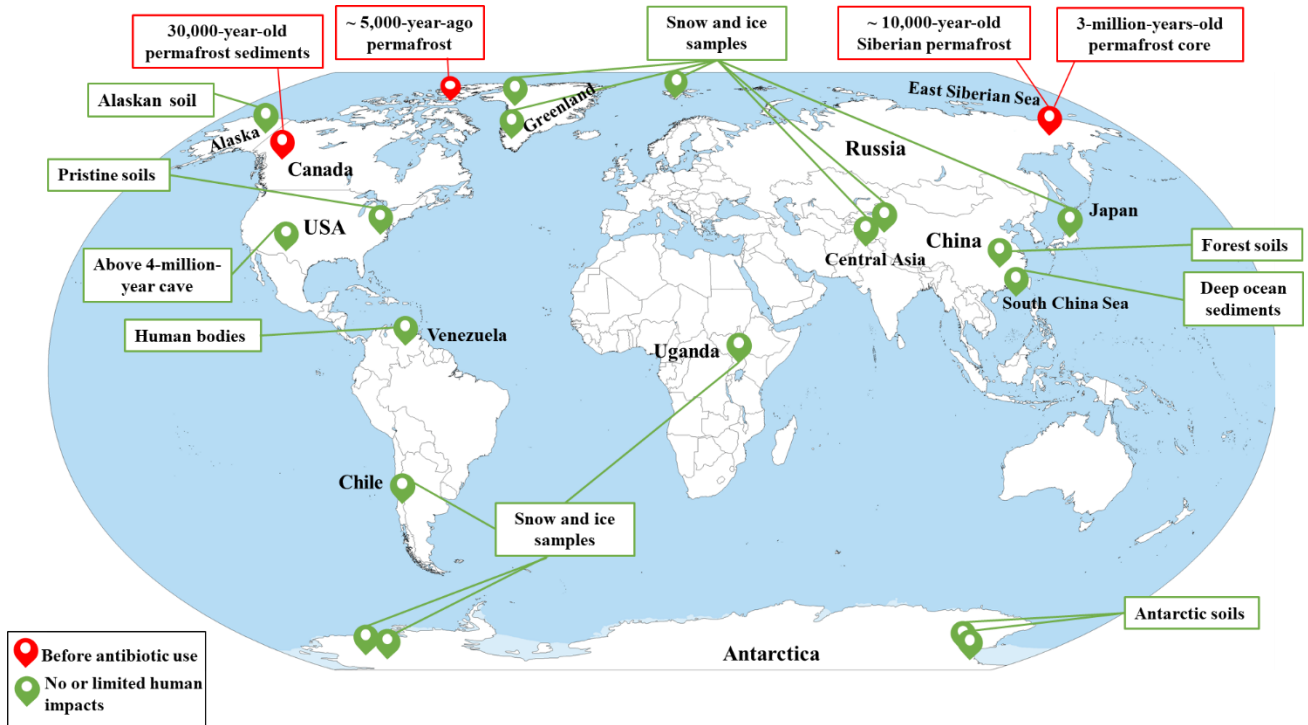 30,000-year-old
permafrost sediments
~ 5,000-year-ago
permafrost
Snow and ice
samples
~ 10,000-year-old
Siberian permafrost
3-million-years-old
permafrost core
Alaskan soil
East Siberian Sea
Greenland
Alaska
Canada
Russia
Pristine soils
USA
Japan
China
Forest soils
Central Asia
Above 4-million-
year cave
Deep ocean
sediments
South China Sea
Human bodies
Venezuela
Uganda
Chile
Snow and ice
samples
Antarctic soils
Antarctica
Before antibiotic use
No or limited human
impacts